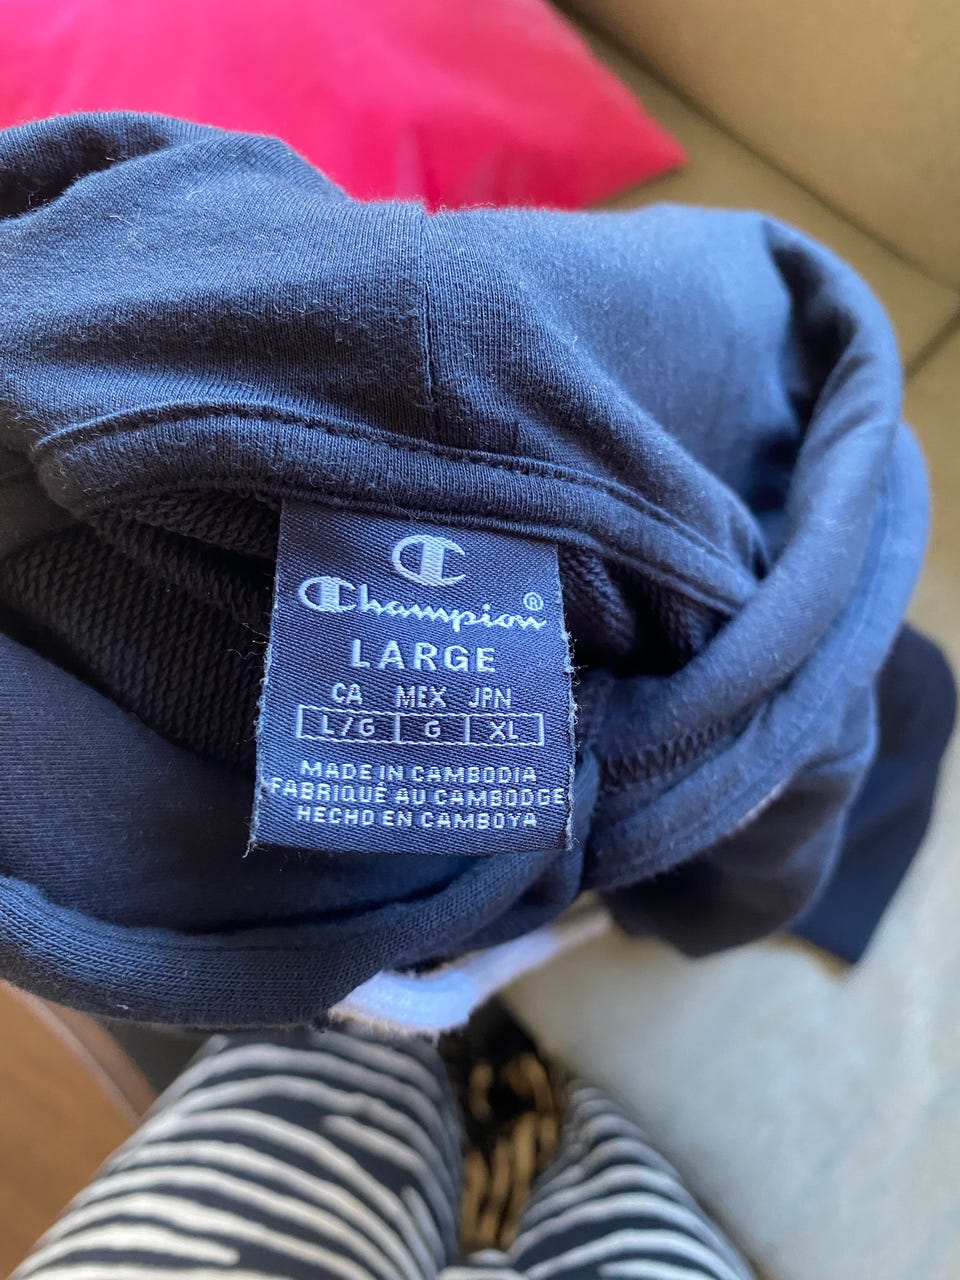 Champion®
LARGE
CA MEX JPN
L/G G XL
MADE IN CAMBODIA
FABRIQUÉ AU CAMBODGE
HECHO EN CAMBOYA